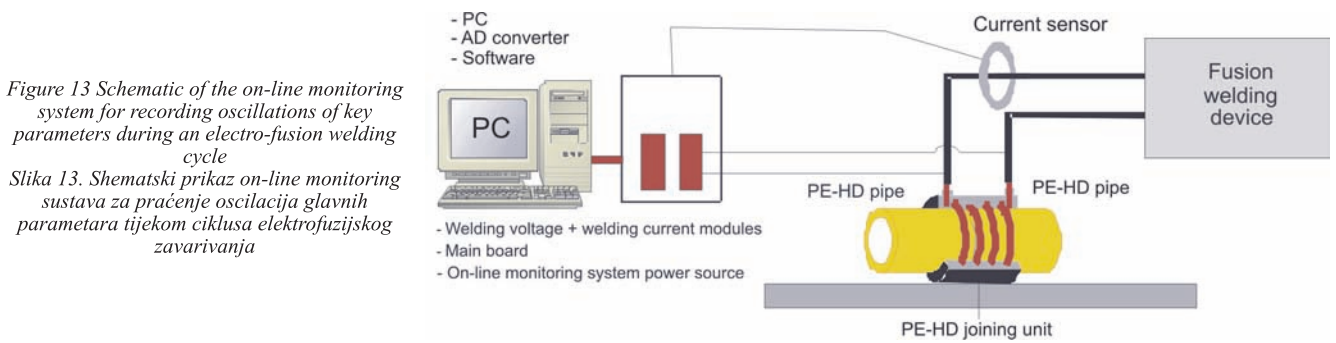 Figure 13 Schematic of the on-line monitoring
system for recording oscillations of key
parameters during an electro-fusion welding
cycle
Slika 13. Shematski prikaz on-line monitoring
sustava za praćenje oscilacija glavnih
parametara tijekom ciklusa elektrofuzijskog
zavarivanja
- PC
- AD converter
- Software
PC
- Welding voltage + welding current modules
- Main board
- On-line monitoring system power source
Current sensor
Fusion
welding
device
PE-HD pipe
PE-HD pipe
PE-HD joining unit